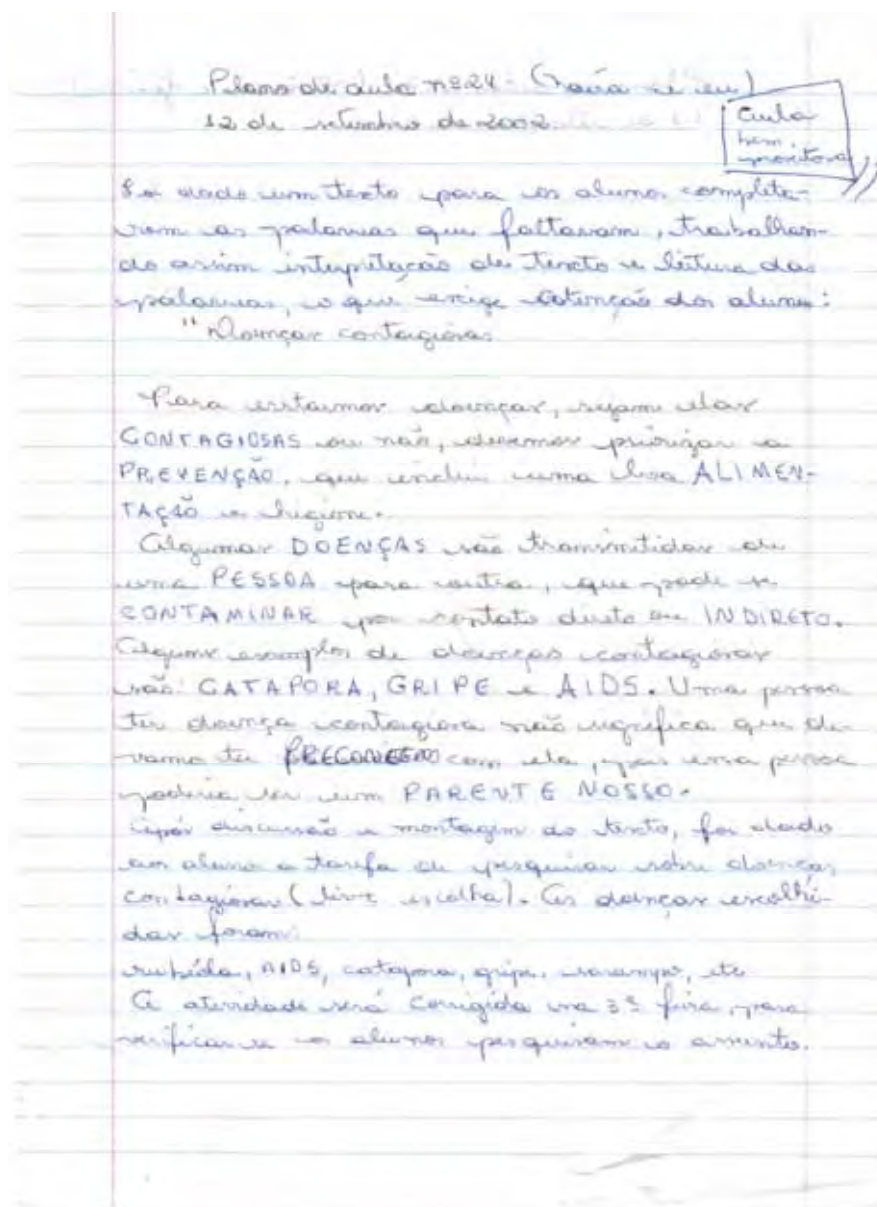 Plano de aula nº 24 - (Naira e eu)
12 de setembro de 2002.
Aula
bem
proveitosa
Foi dado um texto para os alunos completa-
rem as palavras que faltavam, trabalhan-
do assim interpretação de texto e leitura das
palavras, o que exige atenção dos alunos:
"Doenças contagiosas
Para evitarmos doenças, sejam elas
CONTAGIOSAS ou não, devemos priorizar a
PREVENÇÃO, que inclui uma boa ALIMEN-
TAÇÃO e higiene.
Algumas DOENÇAS são transmitidas de
uma PESSOA para outra, que pode se
CONTAMINAR por contato direto ou INDIRETO.
Alguns exemplos de doenças contagiosas
são: CATAPORA, GRIPE e AIDS. Uma pessoa
ter doença contagiosa não significa que de-
vamos ter PRECONCEITO com ela, pois essa pessoa
poderia ser um PARENTE NOSSO.
Após discussão e montagem do texto, foi dado
aos alunos a tarefa de pesquisar sobre doenças
contagiosas (livre escolha). As doenças escolhi-
das foram:
rubéola, AIDS, catapora, gripe, sarampo, etc
A atividade será corrigida na 3ª feira, para
verificar se os alunos pesquisam o assunto.